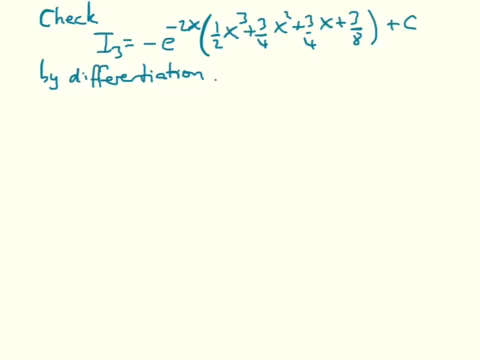 Check
I₃ = -e^{-2x}(1/2 x³ + 3/4 x² + 3/4 x + 3/8) + C
by differentiation.